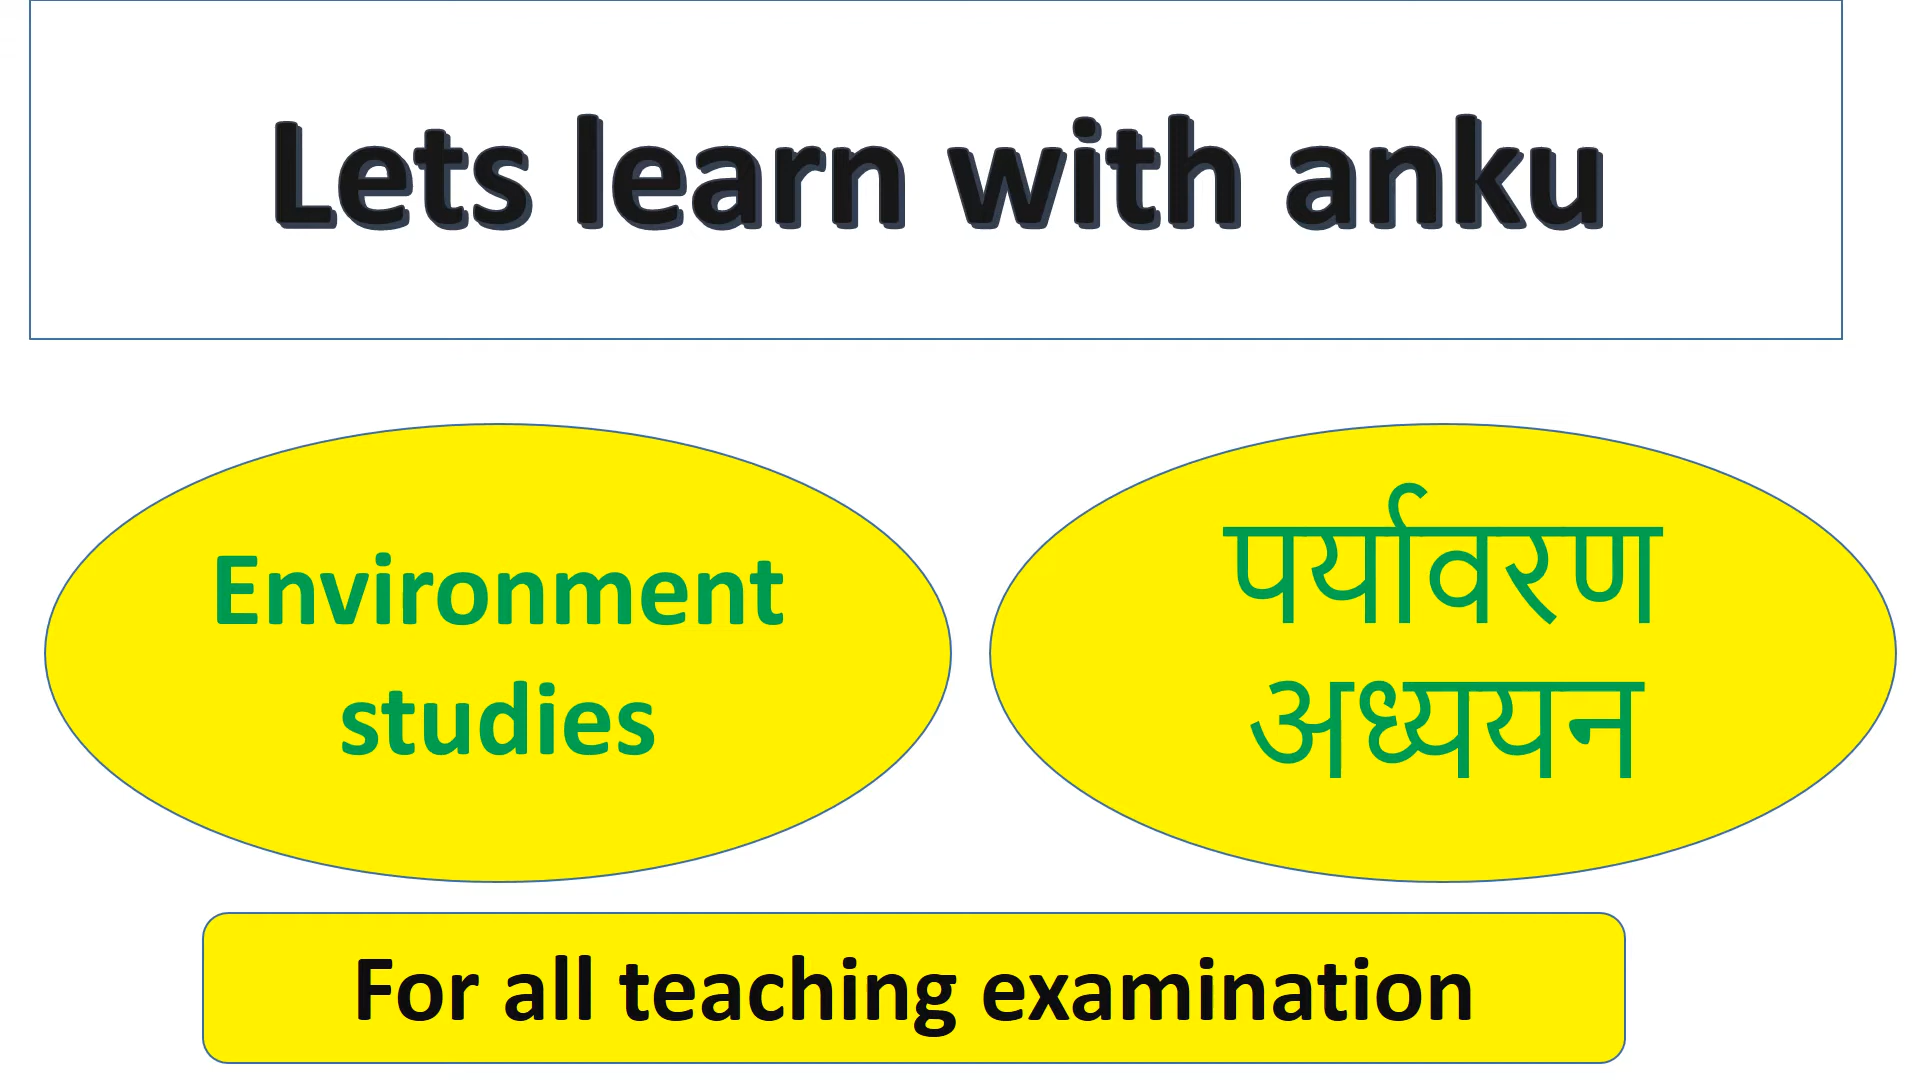 Lets learn with anku
Environment
studies
पर्यावरण
अध्ययन
For all teaching examination